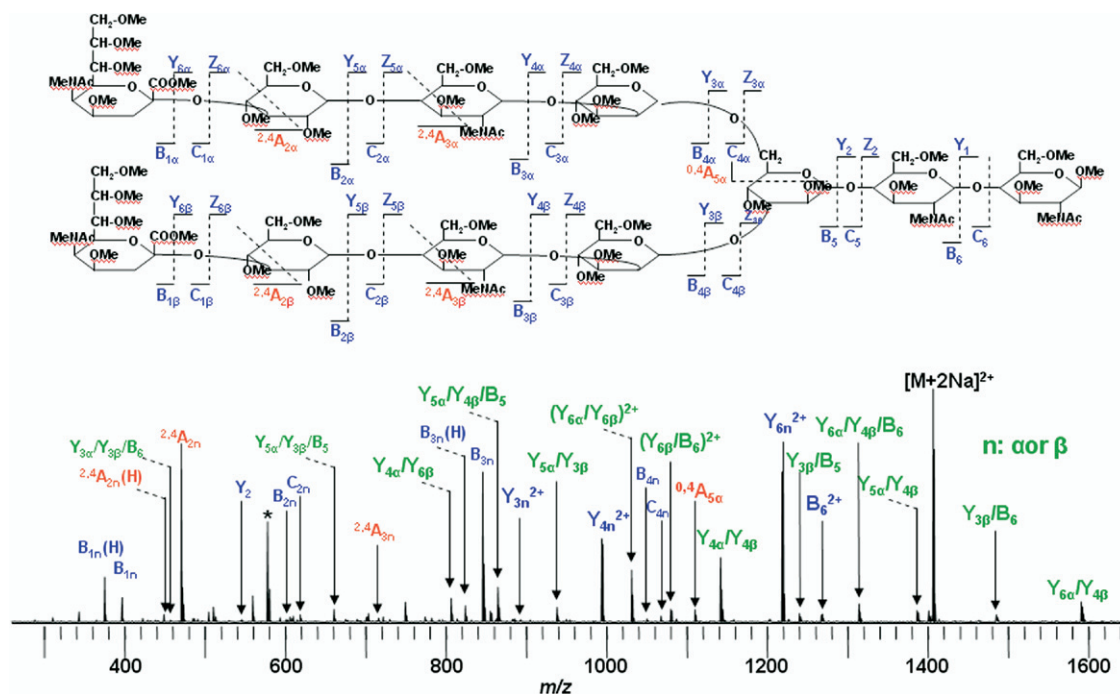 CH₂-OMe
CH-OMe
CH-OMe
MeNAc
OMe
COOMe
O
Y6α
Z6α
B1α
C1α
CH₂-OMe
OMe
OMe
2,4A2α
Y5α
Z5α
O
B2α
C2α
CH₂-OMe
OMe
MeNAc
2,4A3α
Y4α
Z4α
O
B3α
C3α
CH₂-OMe
OMe
OMe
Y3α
Z3α
O
B4α
C4α
0,4A5α
CH₂
OMe
OMe
Y2
Z2
O
B5
C5
CH₂-OMe
OMe
MeNAc
Y1
O
B6
C6
CH₂-OMe
OMe
OMe
MeNAc
CH₂-OMe
CH-OMe
CH-OMe
MeNAc
OMe
COOMe
O
Y6β
Z6β
B1β
C1β
CH₂-OMe
OMe
OMe
2,4A2β
Y5β
Z5β
O
B2β
C2β
CH₂-OMe
OMe
MeNAc
2,4A3β
Y4β
Z4β
O
B3β
C3β
CH₂-OMe
OMe
OMe
Y3β
Z3β
O
B4β
C4β
B1n(H)
B1n
2,4A2n(H)
Y3α/Y3β/B6
2,4A2n
Y2
*
B2n
C2n
Y5α/Y3β/B5
2,4A3n
Y4α/Y6β
B3n(H)
B3n
Y5α/Y4β/B5
Y3n2+
Y5α/Y3β
Y4n2+
(Y6α/Y6β)2+
B4n
C4n
(Y6β/B6)2+
0,4A5α
Y4α/Y4β
Y6n2+
Y3β/B5
B62+
Y6α/Y4β/B6
Y5α/Y4β
[M+2Na]2+
Y3β/B6
Y6α/Y4β
n: αor β
400 600 800 1000 1200 1400 1600
m/z